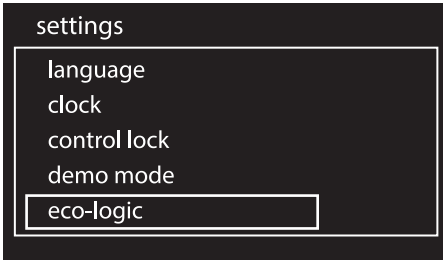 settings
language
clock
control lock
demo mode
eco-logic